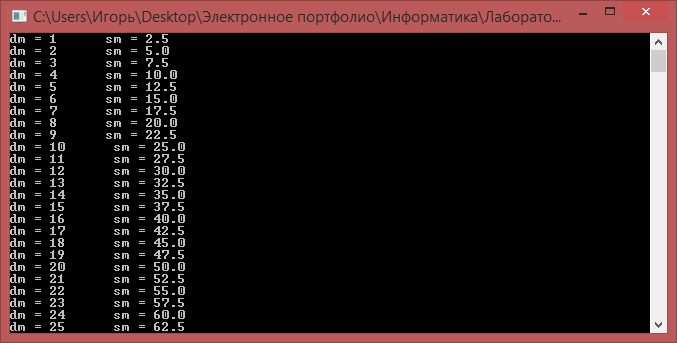 C:\Users\Игорь\Desktop\Электронное портфолио\Информатика\Лаборато...
dm = 1      sm = 2.5
dm = 2      sm = 5.0
dm = 3      sm = 7.5
dm = 4      sm = 10.0
dm = 5      sm = 12.5
dm = 6      sm = 15.0
dm = 7      sm = 17.5
dm = 8      sm = 20.0
dm = 9      sm = 22.5
dm = 10      sm = 25.0
dm = 11      sm = 27.5
dm = 12      sm = 30.0
dm = 13      sm = 32.5
dm = 14      sm = 35.0
dm = 15      sm = 37.5
dm = 16      sm = 40.0
dm = 17      sm = 42.5
dm = 18      sm = 45.0
dm = 19      sm = 47.5
dm = 20      sm = 50.0
dm = 21      sm = 52.5
dm = 22      sm = 55.0
dm = 23      sm = 57.5
dm = 24      sm = 60.0
dm = 25      sm = 62.5